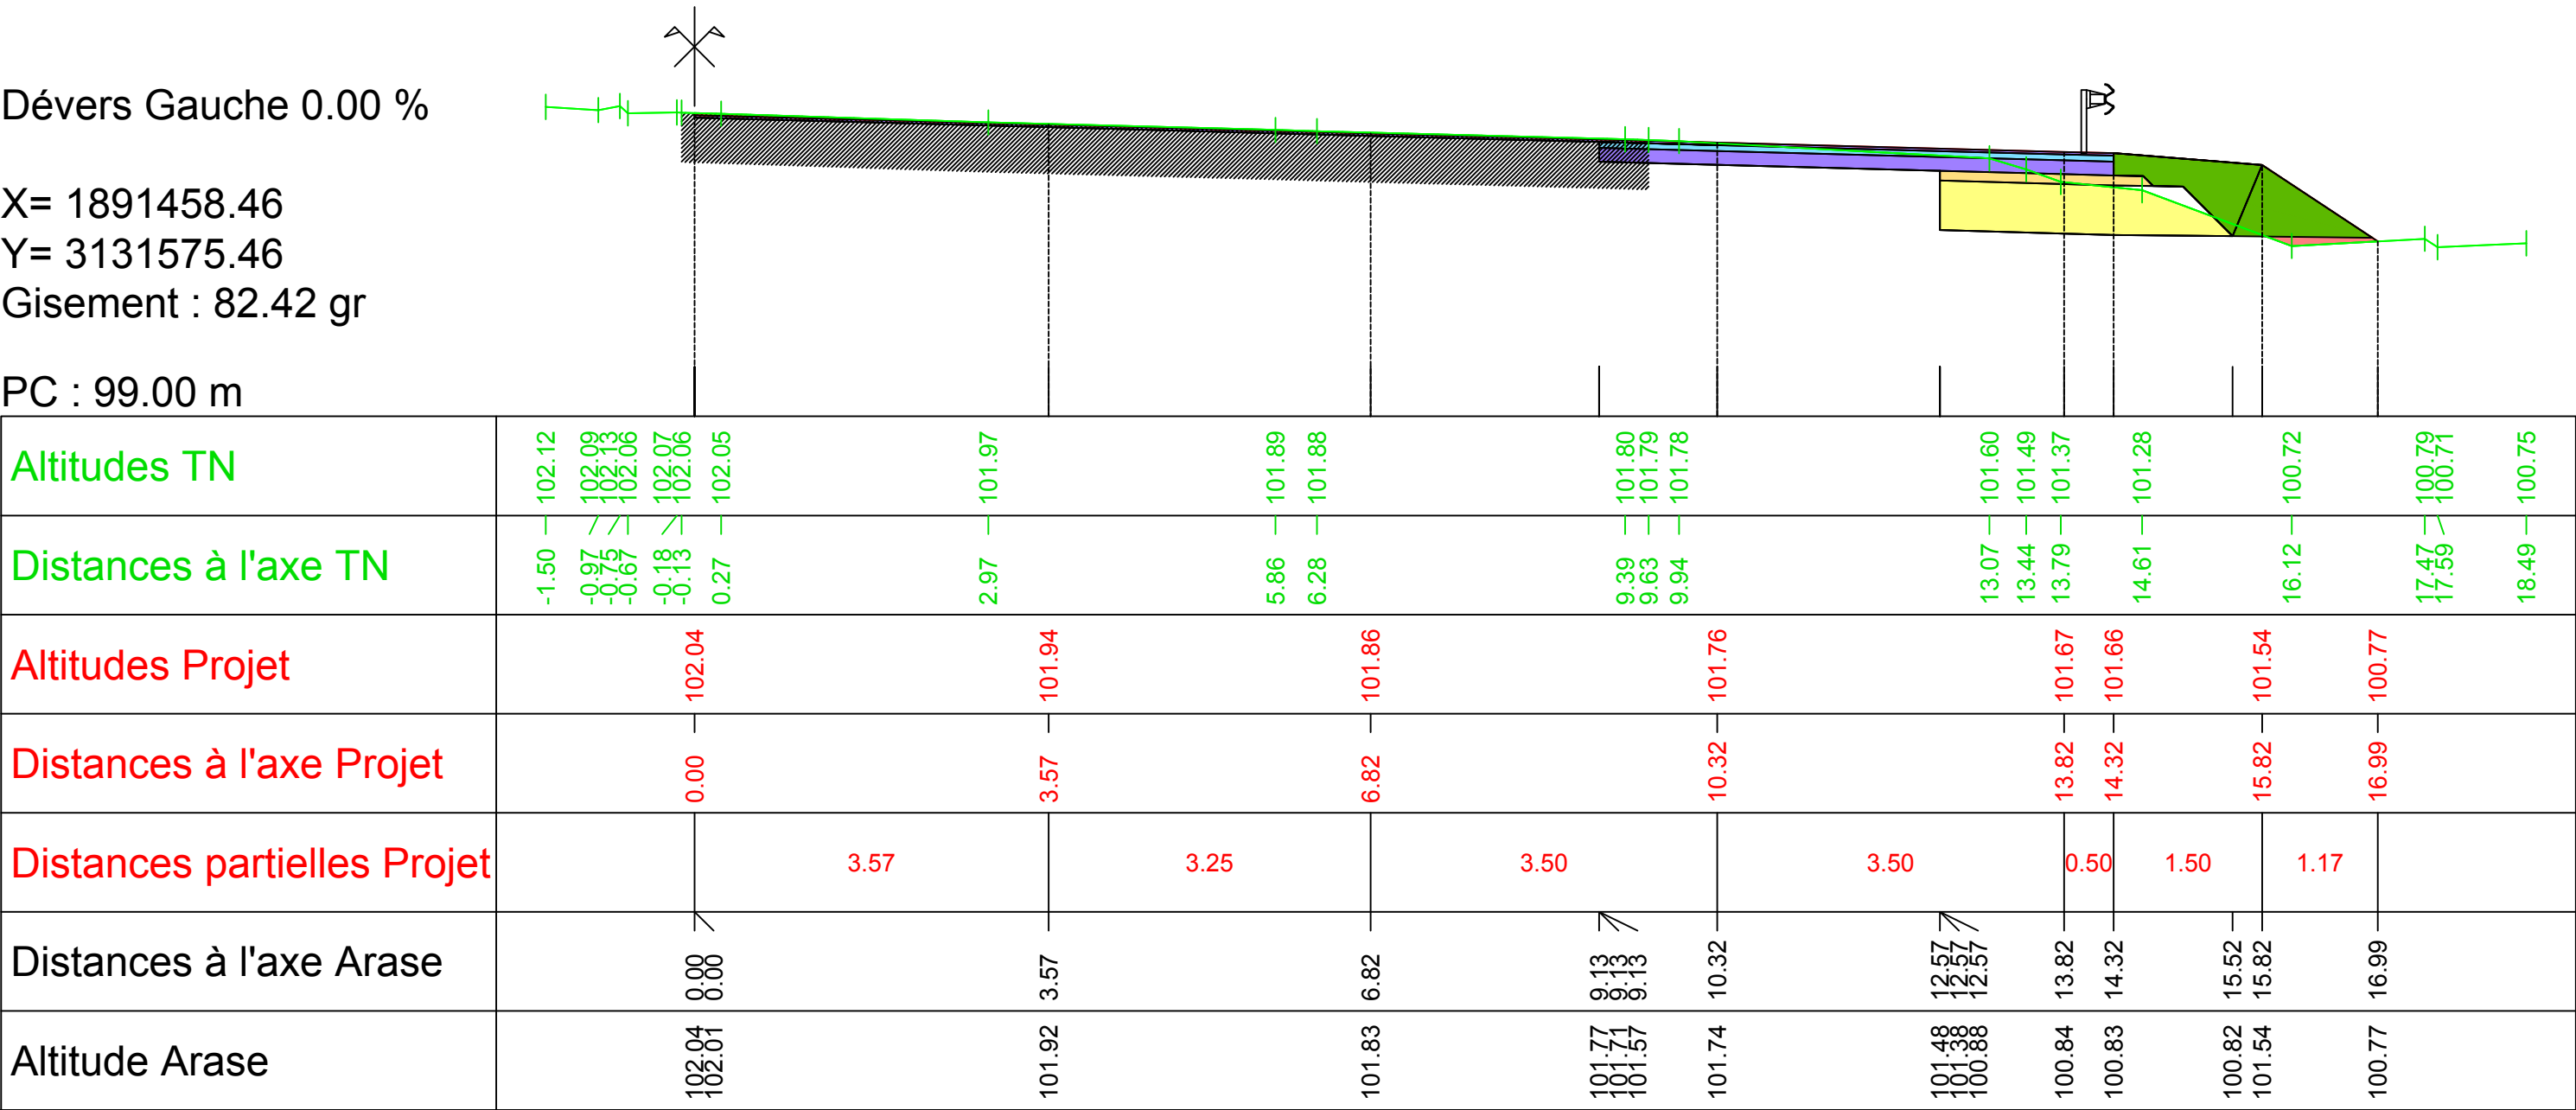 Dévers Gauche 0.00 %
X= 1891458.46
Y= 3131575.46
Gisement : 82.42 gr
PC : 99.00 m
Altitudes TN 102.12 102.09 102.13 102.06 102.07 102.06 102.05 101.97 101.89 101.88 101.80 101.79 101.78 101.60 101.49 101.37 101.28 100.72 100.79 100.71 100.75
Distances à l'axe TN -1.50 -0.97 -0.75 -0.67 -0.18 -0.13 0.27 2.97 5.86 6.28 9.39 9.63 9.94 13.07 13.44 13.79 14.61 16.12 17.47 17.59 18.49
Altitudes Projet 102.04 101.94 101.86 101.76 101.67 101.66 101.54 100.77
Distances à l'axe Projet 0.00 3.57 6.82 10.32 13.82 14.32 15.82 16.99
Distances partielles Projet 3.57 3.25 3.50 3.50 0.50 1.50 1.17
Distances à l'axe Arase 0.00 0.00 3.57 6.82 9.13 9.13 9.13 10.32 12.57 12.57 12.57 13.82 14.32 15.52 15.82 16.99
Altitude Arase 102.04 102.01 101.92 101.83 101.77 101.71 101.57 101.74 101.48 101.38 100.88 100.84 100.83 100.82 101.54 100.77